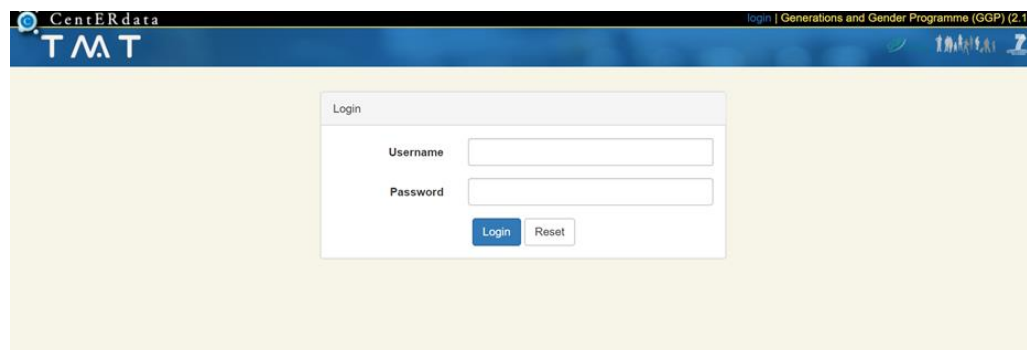 CentERdata
login | Generations and Gender Programme (GGP) (2.1
TMT
Login
Username
Password
Login Reset